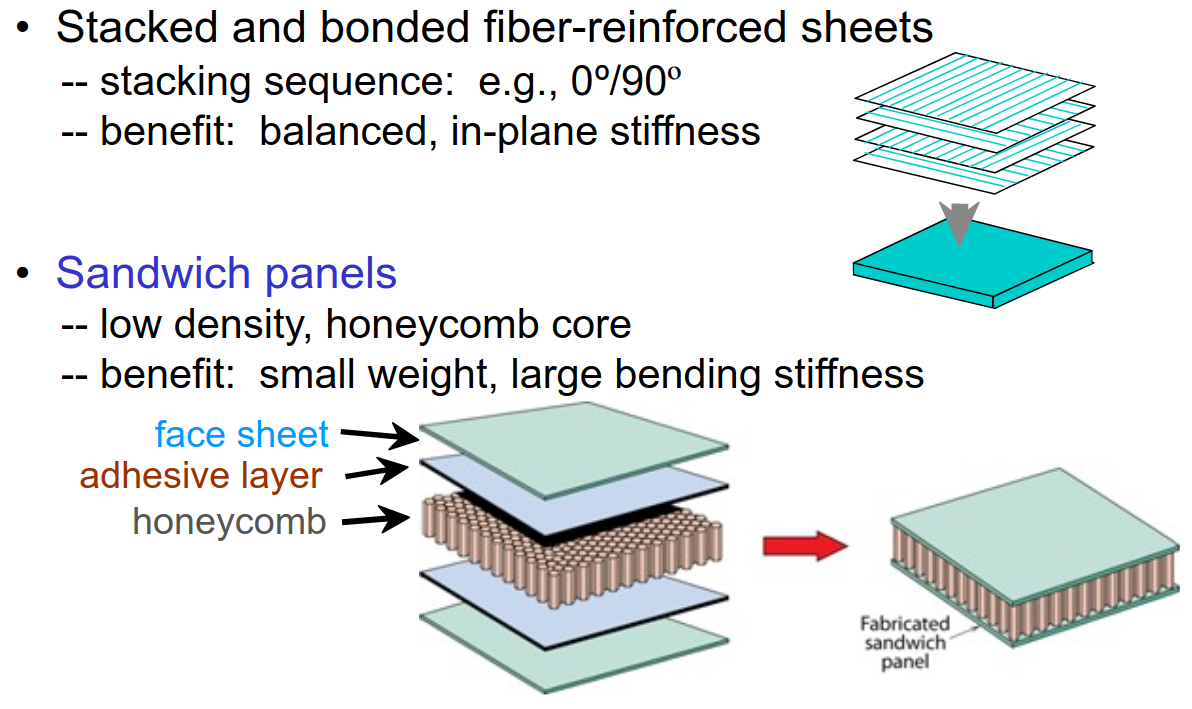 • Stacked and bonded fiber-reinforced sheets
-- stacking sequence: e.g., 0º/90º
-- benefit: balanced, in-plane stiffness
• Sandwich panels
-- low density, honeycomb core
-- benefit: small weight, large bending stiffness
face sheet
adhesive layer
honeycomb
Fabricated
sandwich
panel